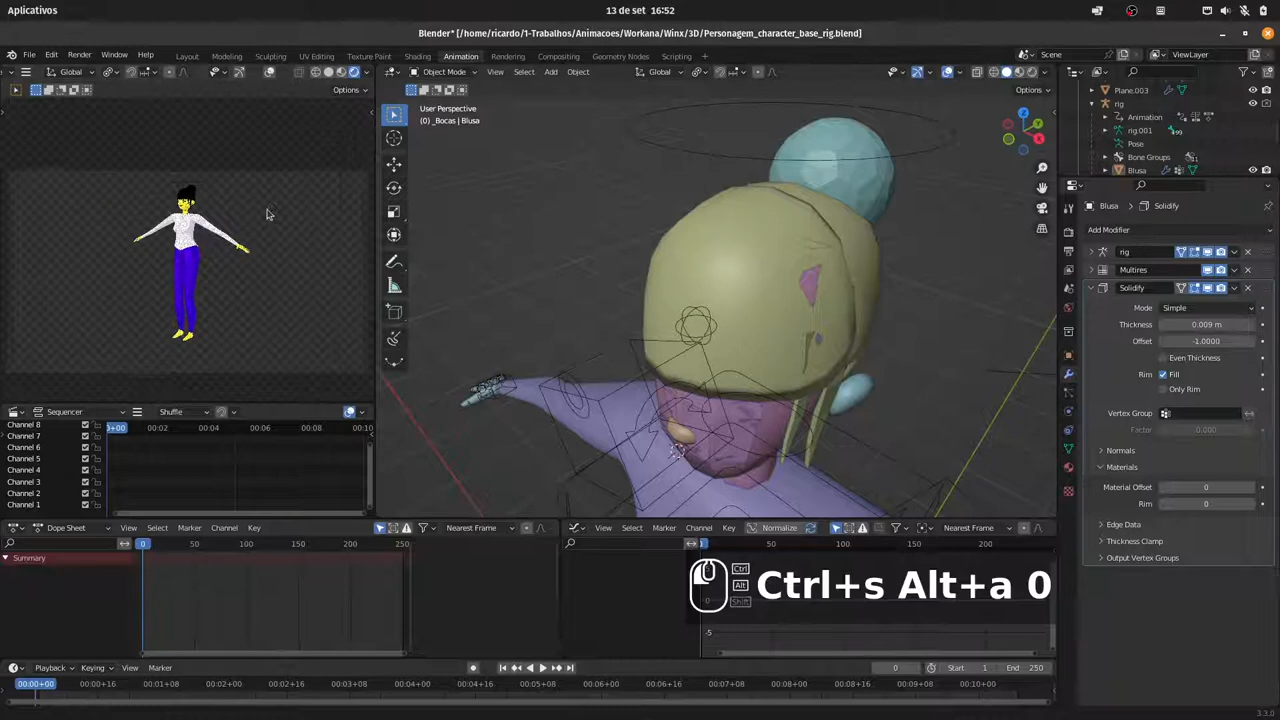 Aplicativos
13 de set 16:52
Blender* [/home/ricardo/1-Trabalhos/Animacoes/Workana/Winx/3D/Personagem_character_base_rig.blend]
File Edit Render Window Help
Layout Modeling Sculpting UV Editing Texture Paint Shading Animation Rendering Compositing Geometry Nodes Scripting
Scene
ViewLayer
Global
Object Mode View Select Add Object
Global
Options
Options
User Perspective
(0) _Bocas | Blusa
Plane.003
rig
Animation
rig.001
Pose
Bone Groups
Blusa
Blusa
Solidify
Add Modifier
rig
Multires
Solidify
Mode Simple
Thickness 0.009 m
Offset -1.0000
Even Thickness
Rim Fill
Only Rim
Vertex Group
Factor 0.000
Normals
Materials
Material Offset 0
Rim 0
Edge Data
Thickness Clamp
Output Vertex Groups
Sequencer Shuffle
Channel 8
Channel 7
Channel 6
Channel 5
Channel 4
Channel 3
Channel 2
Channel 1
0+00 00:02 00:04 00:06 00:08 00:10
Dope Sheet View Select Marker Channel Key Nearest Frame
0 50 100 150 200 250
Summary
View Select Marker Channel Key Normalize Nearest Frame
0 50 100 150 200
-5
Ctrl
Alt
Shift
Ctrl+s Alt+a 0
Playback Keying View Marker
0 Start 1 End 250
00:00+00 00:00+16 00:01+08 00:02+00 00:02+16 00:03+08 00:04+00 00:04+16 00:05+08 00:06+00 00:06+16 00:07+08 00:08+00 00:08+16 00:09+08 00:10+00
3.3.0